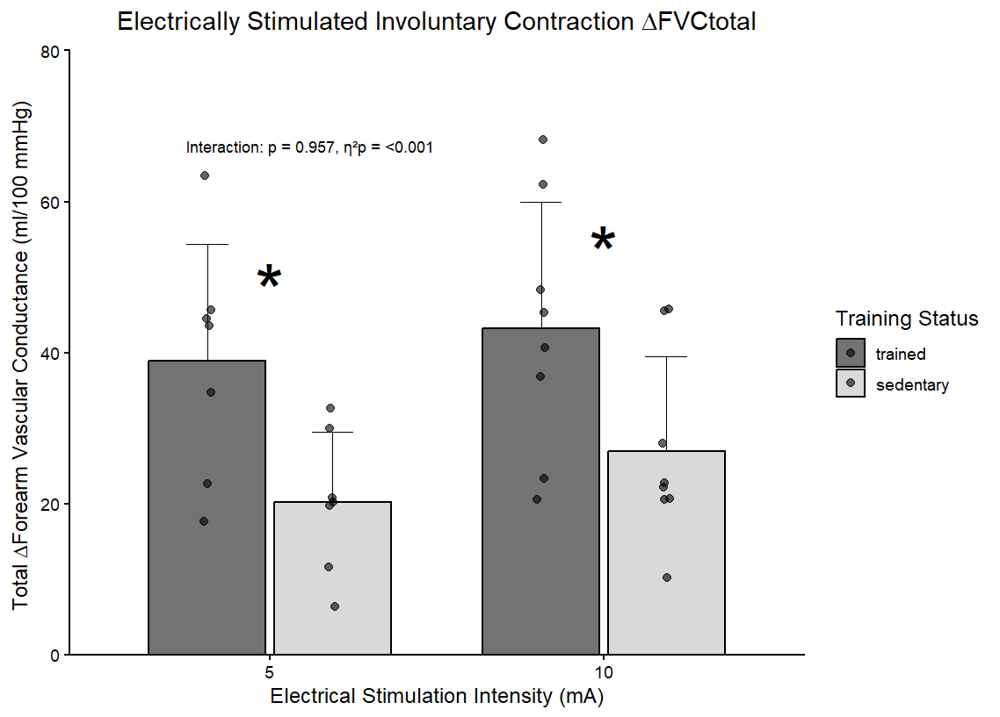 Electrically Stimulated Involuntary Contraction ΔFVCtotal
Total ΔForearm Vascular Conductance (ml/100 mmHg)
80
60
40
20
0
Interaction: p = 0.957, η²p = <0.001
*
*
5
10
Electrical Stimulation Intensity (mA)
Training Status
trained
sedentary